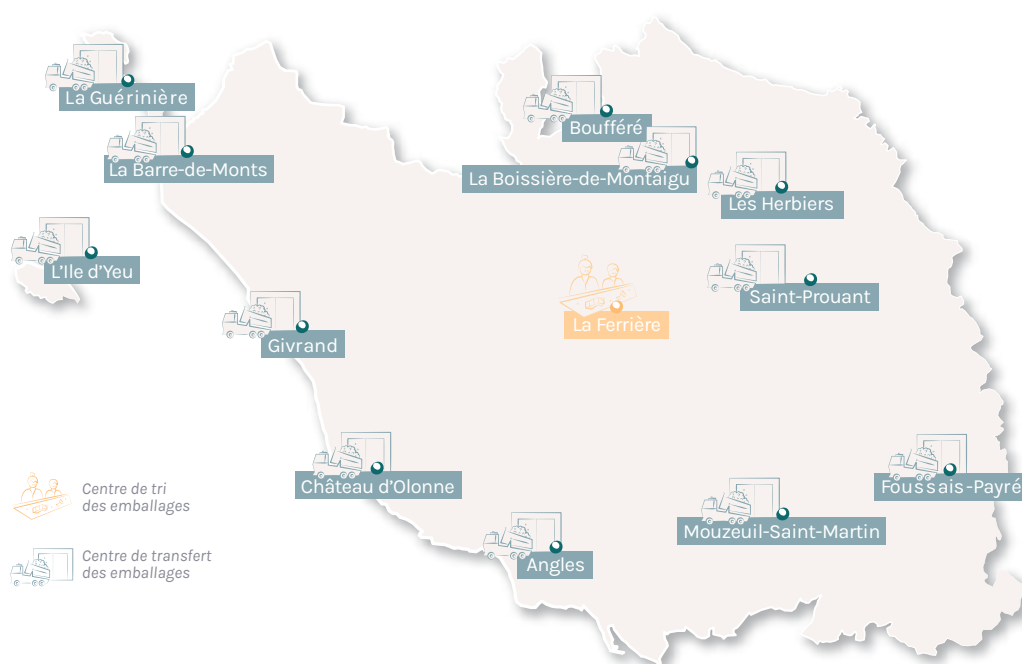 La Guérinière
Boufféré
La Barre-de-Monts
La Boissière-de-Montaigu
Les Herbiers
L'Ile d'Yeu
Saint-Prouant
La Ferrière
Givrand
Château d'Olonne
Foussais-Payré
Mouzeuil-Saint-Martin
Angles
Centre de tri
des emballages
Centre de transfert
des emballages